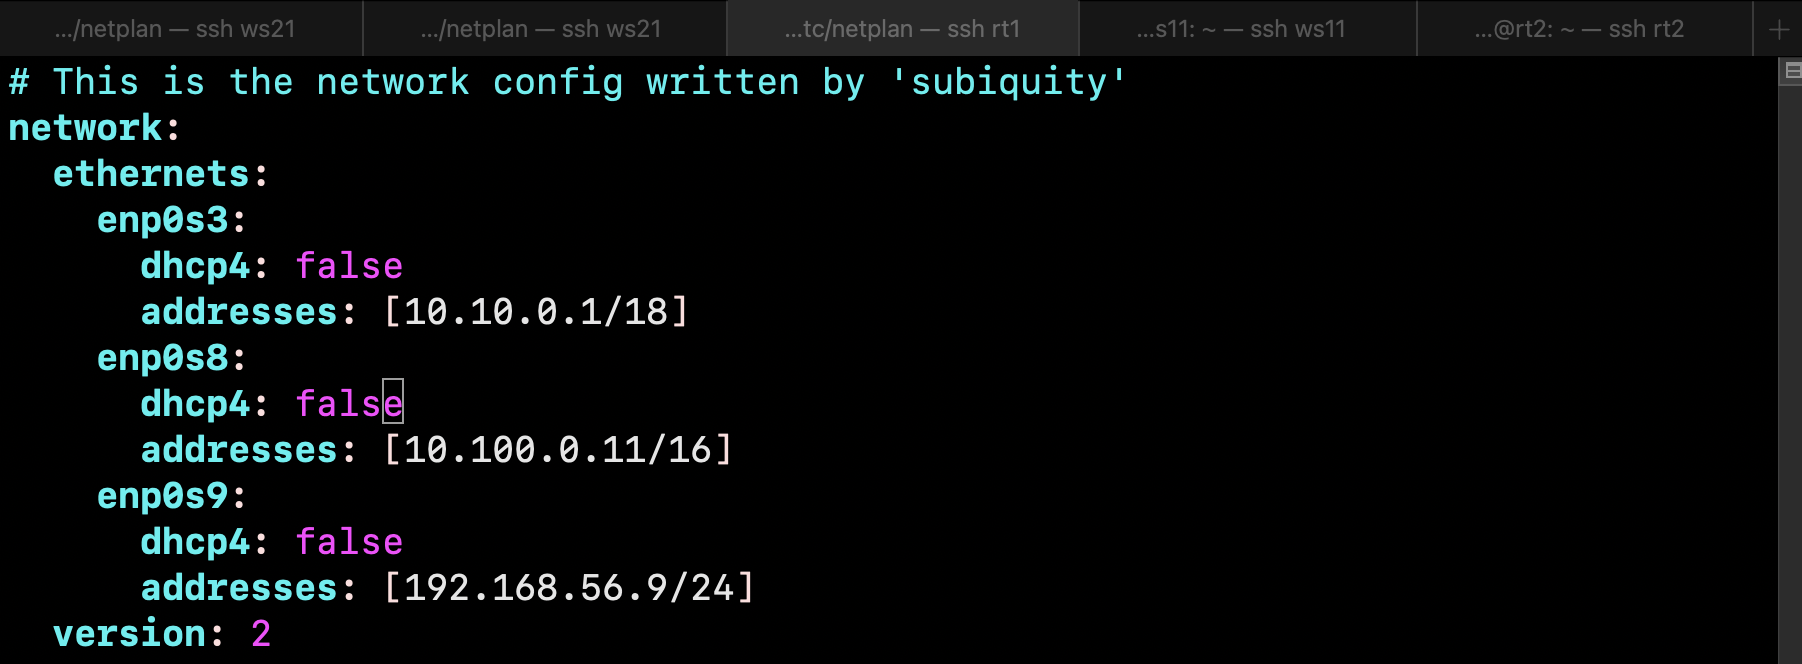 .../netplan — ssh ws21
.../netplan — ssh ws21
...tc/netplan — ssh rt1
...s11: ~ — ssh ws11
...@rt2: ~ — ssh rt2
# This is the network config written by 'subiquity'
network:
  ethernets:
    enp0s3:
      dhcp4: false
      addresses: [10.10.0.1/18]
    enp0s8:
      dhcp4: false
      addresses: [10.100.0.11/16]
    enp0s9:
      dhcp4: false
      addresses: [192.168.56.9/24]
  version: 2